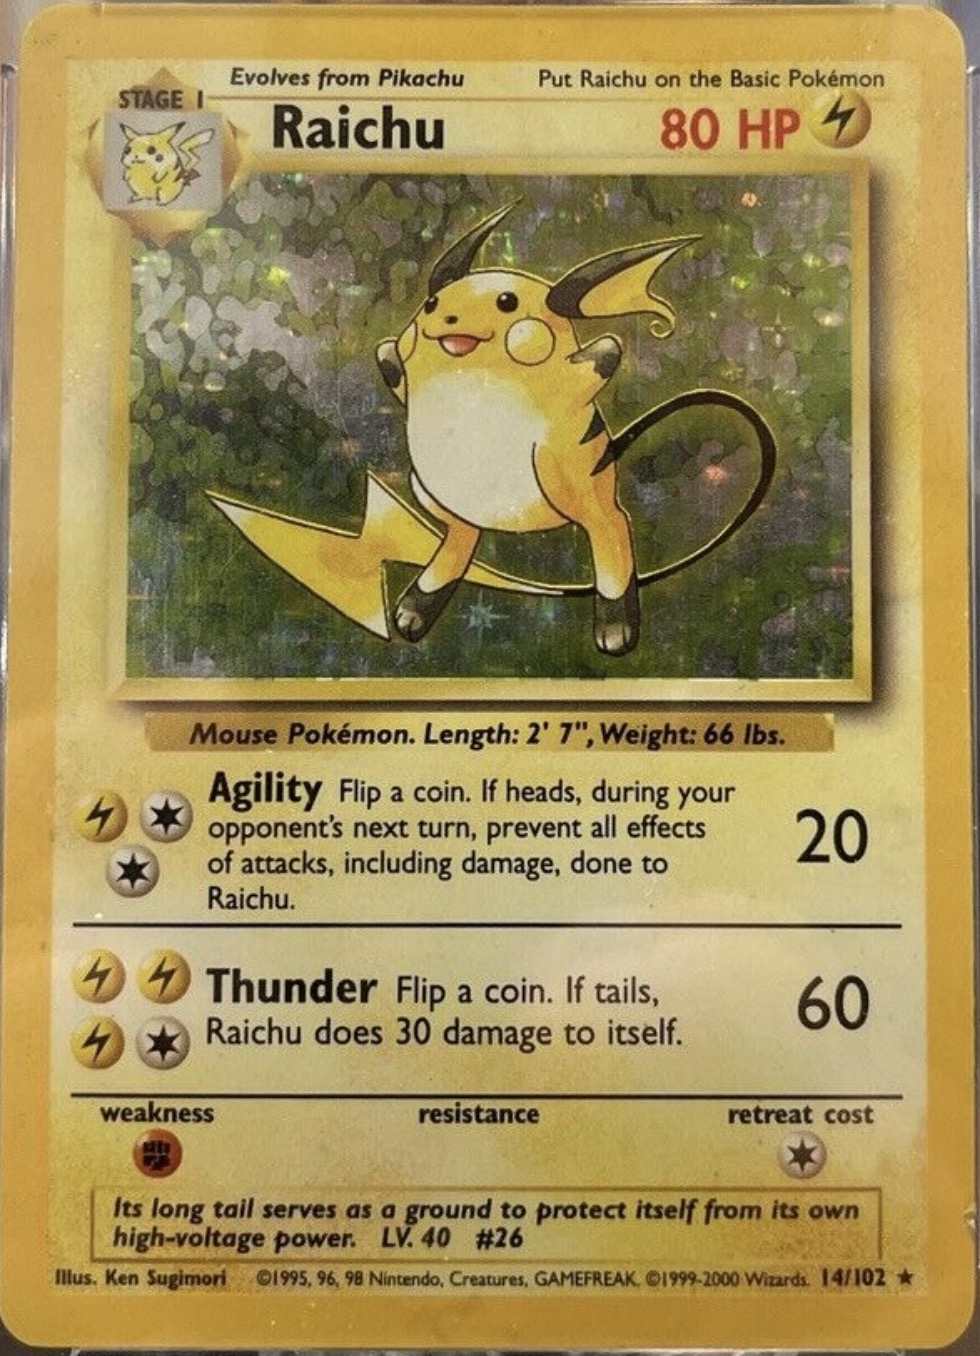 Evolves from Pikachu Put Raichu on the Basic Pokémon
STAGE 1
Raichu 80 HP
Mouse Pokémon. Length: 2' 7", Weight: 66 lbs.
Agility Flip a coin. If heads, during your
opponent's next turn, prevent all effects
of attacks, including damage, done to
Raichu.
20
Thunder Flip a coin. If tails,
Raichu does 30 damage to itself.
60
weakness resistance retreat cost
Its long tail serves as a ground to protect itself from its own
high-voltage power. LV. 40 #26
Illus. Ken Sugimori ©1995, 96, 98 Nintendo, Creatures, GAMEFREAK. ©1999-2000 Wizards. 14/102 ★